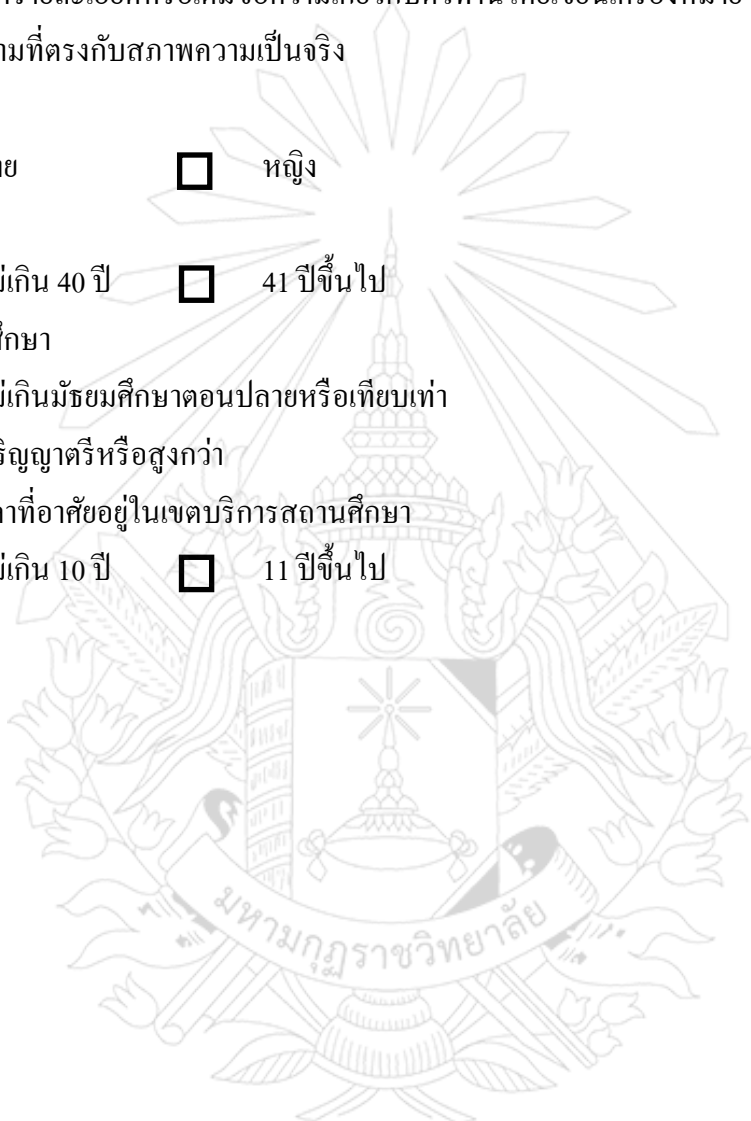 ามที่ตรงกับสภาพความเป็นจริง
าย ☐ หญิง
ม่เกิน 40 ปี ☐ 41 ปีขึ้นไป
ศึกษา
ม่เกินมัธยมศึกษาตอนปลายหรือเทียบเท่า
ริญญาตรีหรือสูงกว่า
าที่อาศัยอยู่ในเขตบริการสถานศึกษา
ม่เกิน 10 ปี ☐ 11 ปีขึ้นไป
มหามกุฏราชวิทยาลัย